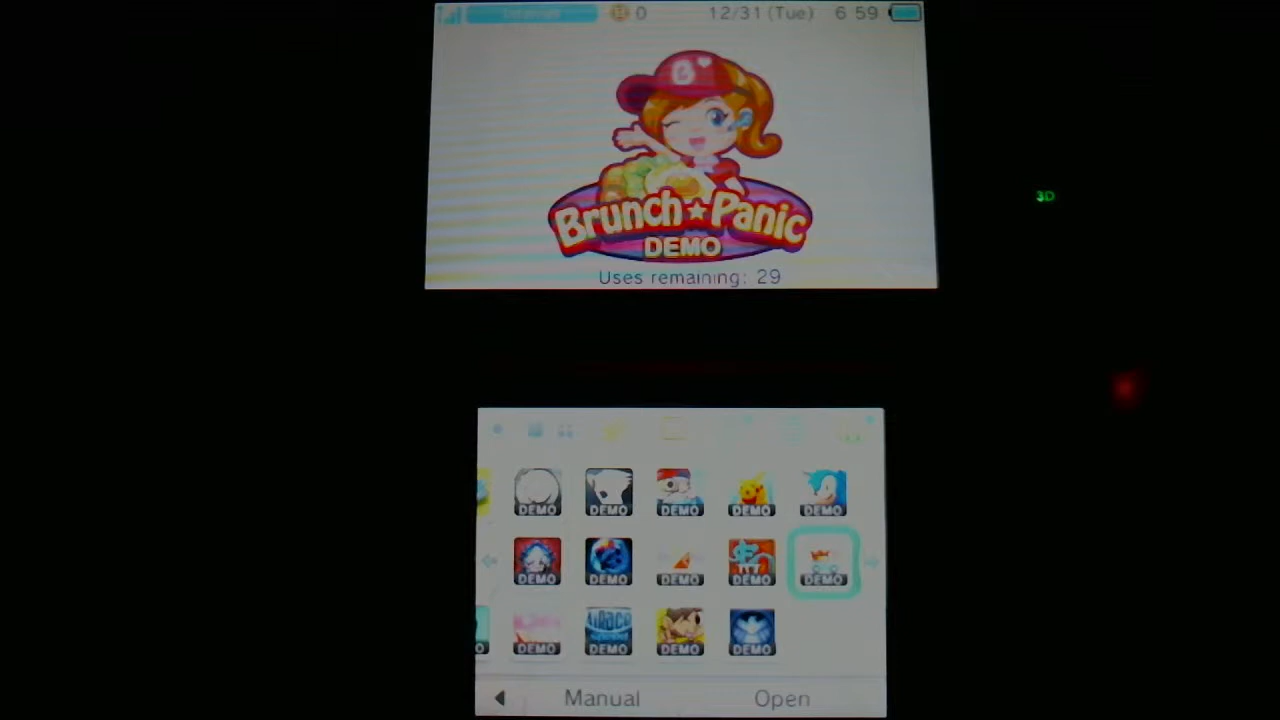 Internet 0 12/31 (Tue) 6 59
B
Brunch★Panic
DEMO
Uses remaining: 29
3D
DEMO DEMO DEMO DEMO DEMO
DEMO DEMO DEMO DEMO DEMO
DEMO DEMO DEMO DEMO
Manual Open